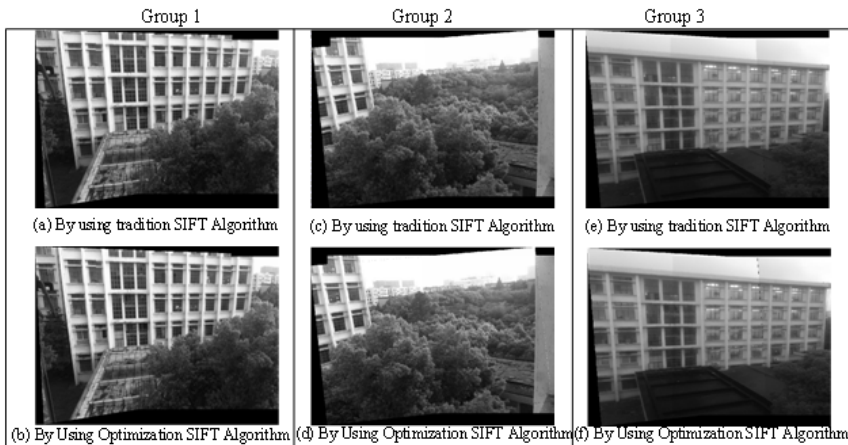 Group 1 Group 2 Group 3
(a) By using tradition SIFT Algorithm (c) By using tradition SIFT Algorithm (e) By using tradition SIFT Algorithm
(b) By Using Optimization SIFT Algorithm (d) By Using Optimization SIFT Algorithm (f) By Using Optimization SIFT Algorithm